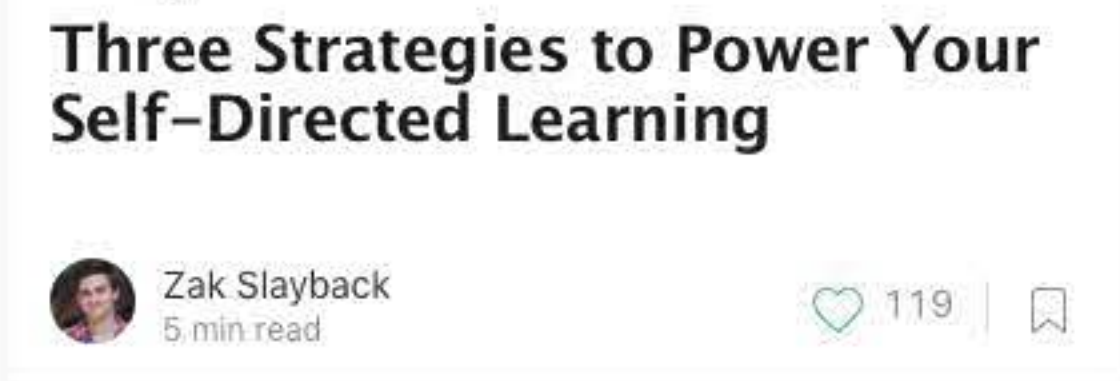 Three Strategies to Power Your
Self-Directed Learning
Zak Slayback
5 min read
119